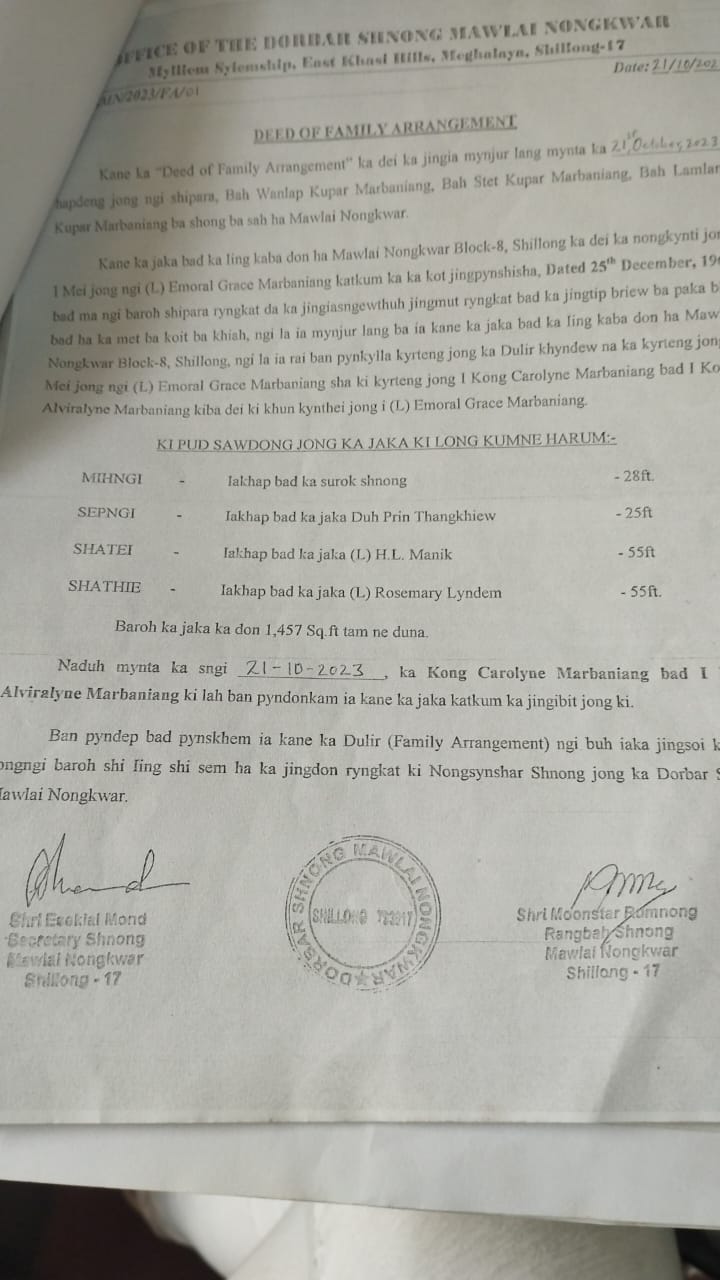 OFFICE OF THE DORBAR SHNONG MAWLAI NONGKWAR
Mylliem Syiemship, East Khasi Hills, Meghalaya, Shillong-17
/2023/FA/01 Date: 21/10/202
DEED OF FAMILY ARRANGEMENT
Kane ka "Deed of Family Arrangement" ka dei ka jingia mynjur lang mynta ka 21st October, 2023
hapdeng jong ngi shipara, Bah Wanlap Kupar Marbaniang, Bah Stet Kupar Marbaniang, Bah Lamlar
Kupar Marbaniang ba shong ba sah ha Mawlai Nongkwar.
Kane ka jaka bad ka Iing kaba don ha Mawlai Nongkwar Block-8, Shillong ka dei ka nongkynti jon
I Mei jong ngi (L) Emoral Grace Marbaniang katkum ka ka kot jingpynshisha, Dated 25th December, 19
bad ma ngi baroh shipara ryngkat da ka jingiasngewthuh jingmut ryngkat bad ka jingtip briew ba paka b
bad ha ka met ba koit ba khiah, ngi la ia mynjur lang ba ia kane ka jaka bad ka Iing kaba don ha Maw
Nongkwar Block-8, Shillong, ngi la ia rai ban pynkylla kyrteng jong ka Dulir khyndew na ka kyrteng jon
Mei jong ngi (L) Emoral Grace Marbaniang sha ki kyrteng jong I Kong Carolyne Marbaniang bad I Ko
Alviralyne Marbaniang kiba dei ki khun kynthei jong i (L) Emoral Grace Marbaniang.
KI PUD SAWDONG JONG KA JAKA KI LONG KUMNE HARUM:-
MIHNGI - Iakhap bad ka surok shnong - 28ft.
SEPNGI - Iakhap bad ka jaka Duh Prin Thangkhiew - 25ft
SHATEI - Iakhap bad ka jaka (L) H.L. Manik - 55ft
SHATHIE - Iakhap bad ka jaka (L) Rosemary Lyndem - 55ft.
Baroh ka jaka ka don 1,457 Sq.ft tam ne duna.
Naduh mynta ka sngi 21-10-2023, ka Kong Carolyne Marbaniang bad I
Alviralyne Marbaniang ki lah ban pyndonkam ia kane ka jaka katkum ka jingibit jong ki.
Ban pyndep bad pynskhem ia kane ka Dulir (Family Arrangement) ngi buh iaka jingsoi k
ongngi baroh shi Iing shi sem ha ka jingdon ryngkat ki Nongsynshar Shnong jong ka Dorbar S
Mawlai Nongkwar.
DORBAR SHNONG MAWLAI NONGKWAR
SHILLONG 793017
Shri Esekial Mond
Secretary Shnong
Mawlai Nongkwar
Shillong - 17
Shri Moonstar Rumnong
Rangbah Shnong
Mawlai Nongkwar
Shillong - 17